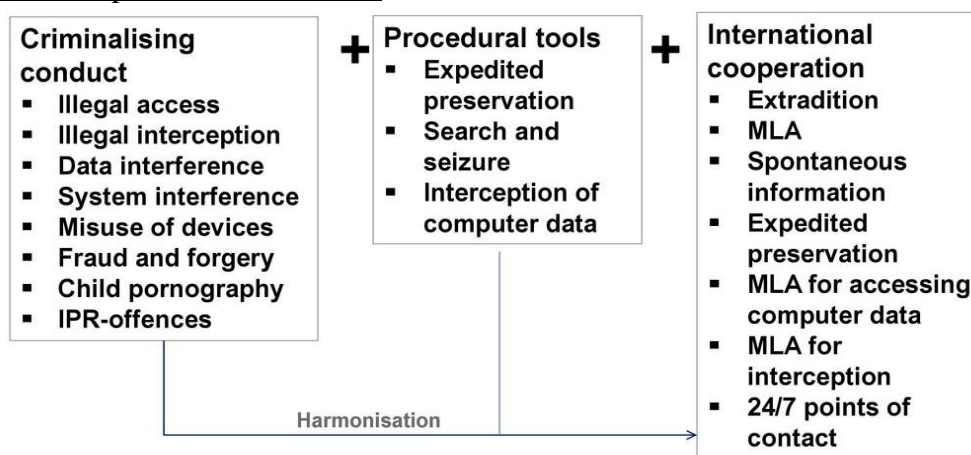 Criminalising
conduct
▪ Illegal access
▪ Illegal interception
▪ Data interference
▪ System interference
▪ Misuse of devices
▪ Fraud and forgery
▪ Child pornography
▪ IPR-offences
+
Procedural tools
▪ Expedited
preservation
▪ Search and
seizure
▪ Interception of
computer data
+
International
cooperation
▪ Extradition
▪ MLA
▪ Spontaneous
information
▪ Expedited
preservation
▪ MLA for accessing
computer data
▪ MLA for
interception
▪ 24/7 points of
contact
Harmonisation